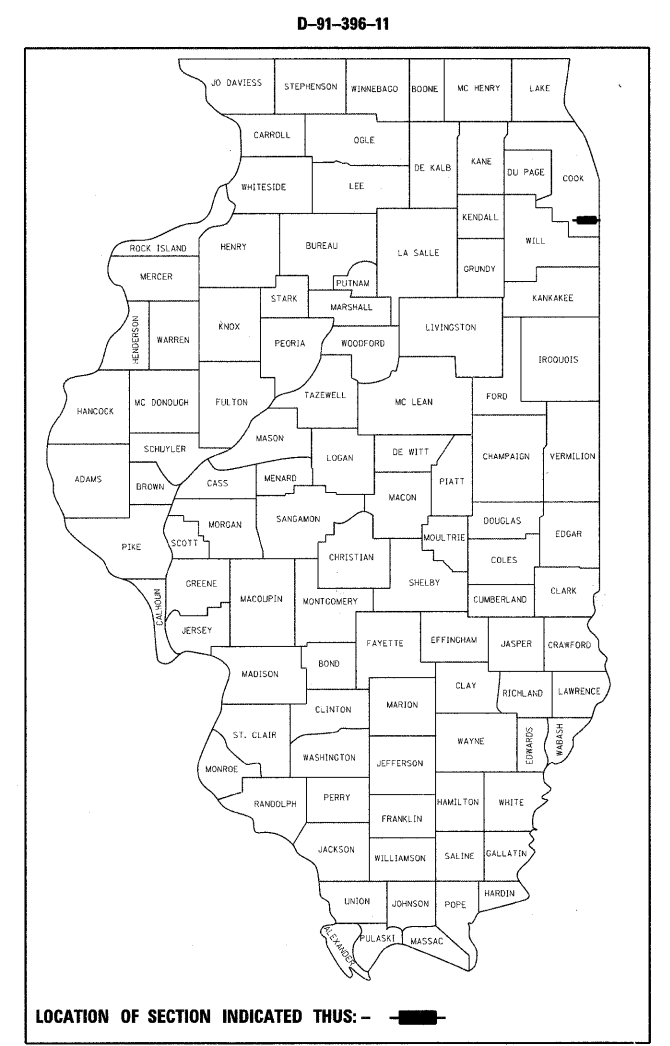 D-91-396-11
JO DAVIESS STEPHENSON WINNEBAGO BOONE MC HENRY LAKE
CARROLL OGLE DE KALB KANE DU PAGE COOK
WHITESIDE LEE KENDALL WILL
ROCK ISLAND HENRY BUREAU LA SALLE GRUNDY
MERCER STARK PUTNAM MARSHALL KANKAKEE
HENDERSON WARREN KNOX PEORIA WOODFORD LIVINGSTON IROQUOIS
HANCOCK MC DONOUGH FULTON TAZEWELL MC LEAN FORD
SCHUYLER MASON LOGAN DE WITT CHAMPAIGN VERMILION
ADAMS BROWN CASS MENARD MACON PIATT
PIKE SCOTT MORGAN SANGAMON CHRISTIAN MOULTRIE DOUGLAS EDGAR
COLES
CALHOUN GREENE MACOUPIN MONTGOMERY SHELBY CUMBERLAND CLARK
JERSEY FAYETTE EFFINGHAM JASPER CRAWFORD
MADISON BOND CLAY RICHLAND LAWRENCE
CLINTON MARION
ST. CLAIR WASHINGTON JEFFERSON WAYNE EDWARDS WABASH
MONROE
RANDOLPH PERRY FRANKLIN HAMILTON WHITE
JACKSON WILLIAMSON SALINE GALLATIN
UNION JOHNSON POPE HARDIN
ALEXANDER PULASKI MASSAC
LOCATION OF SECTION INDICATED THUS: -